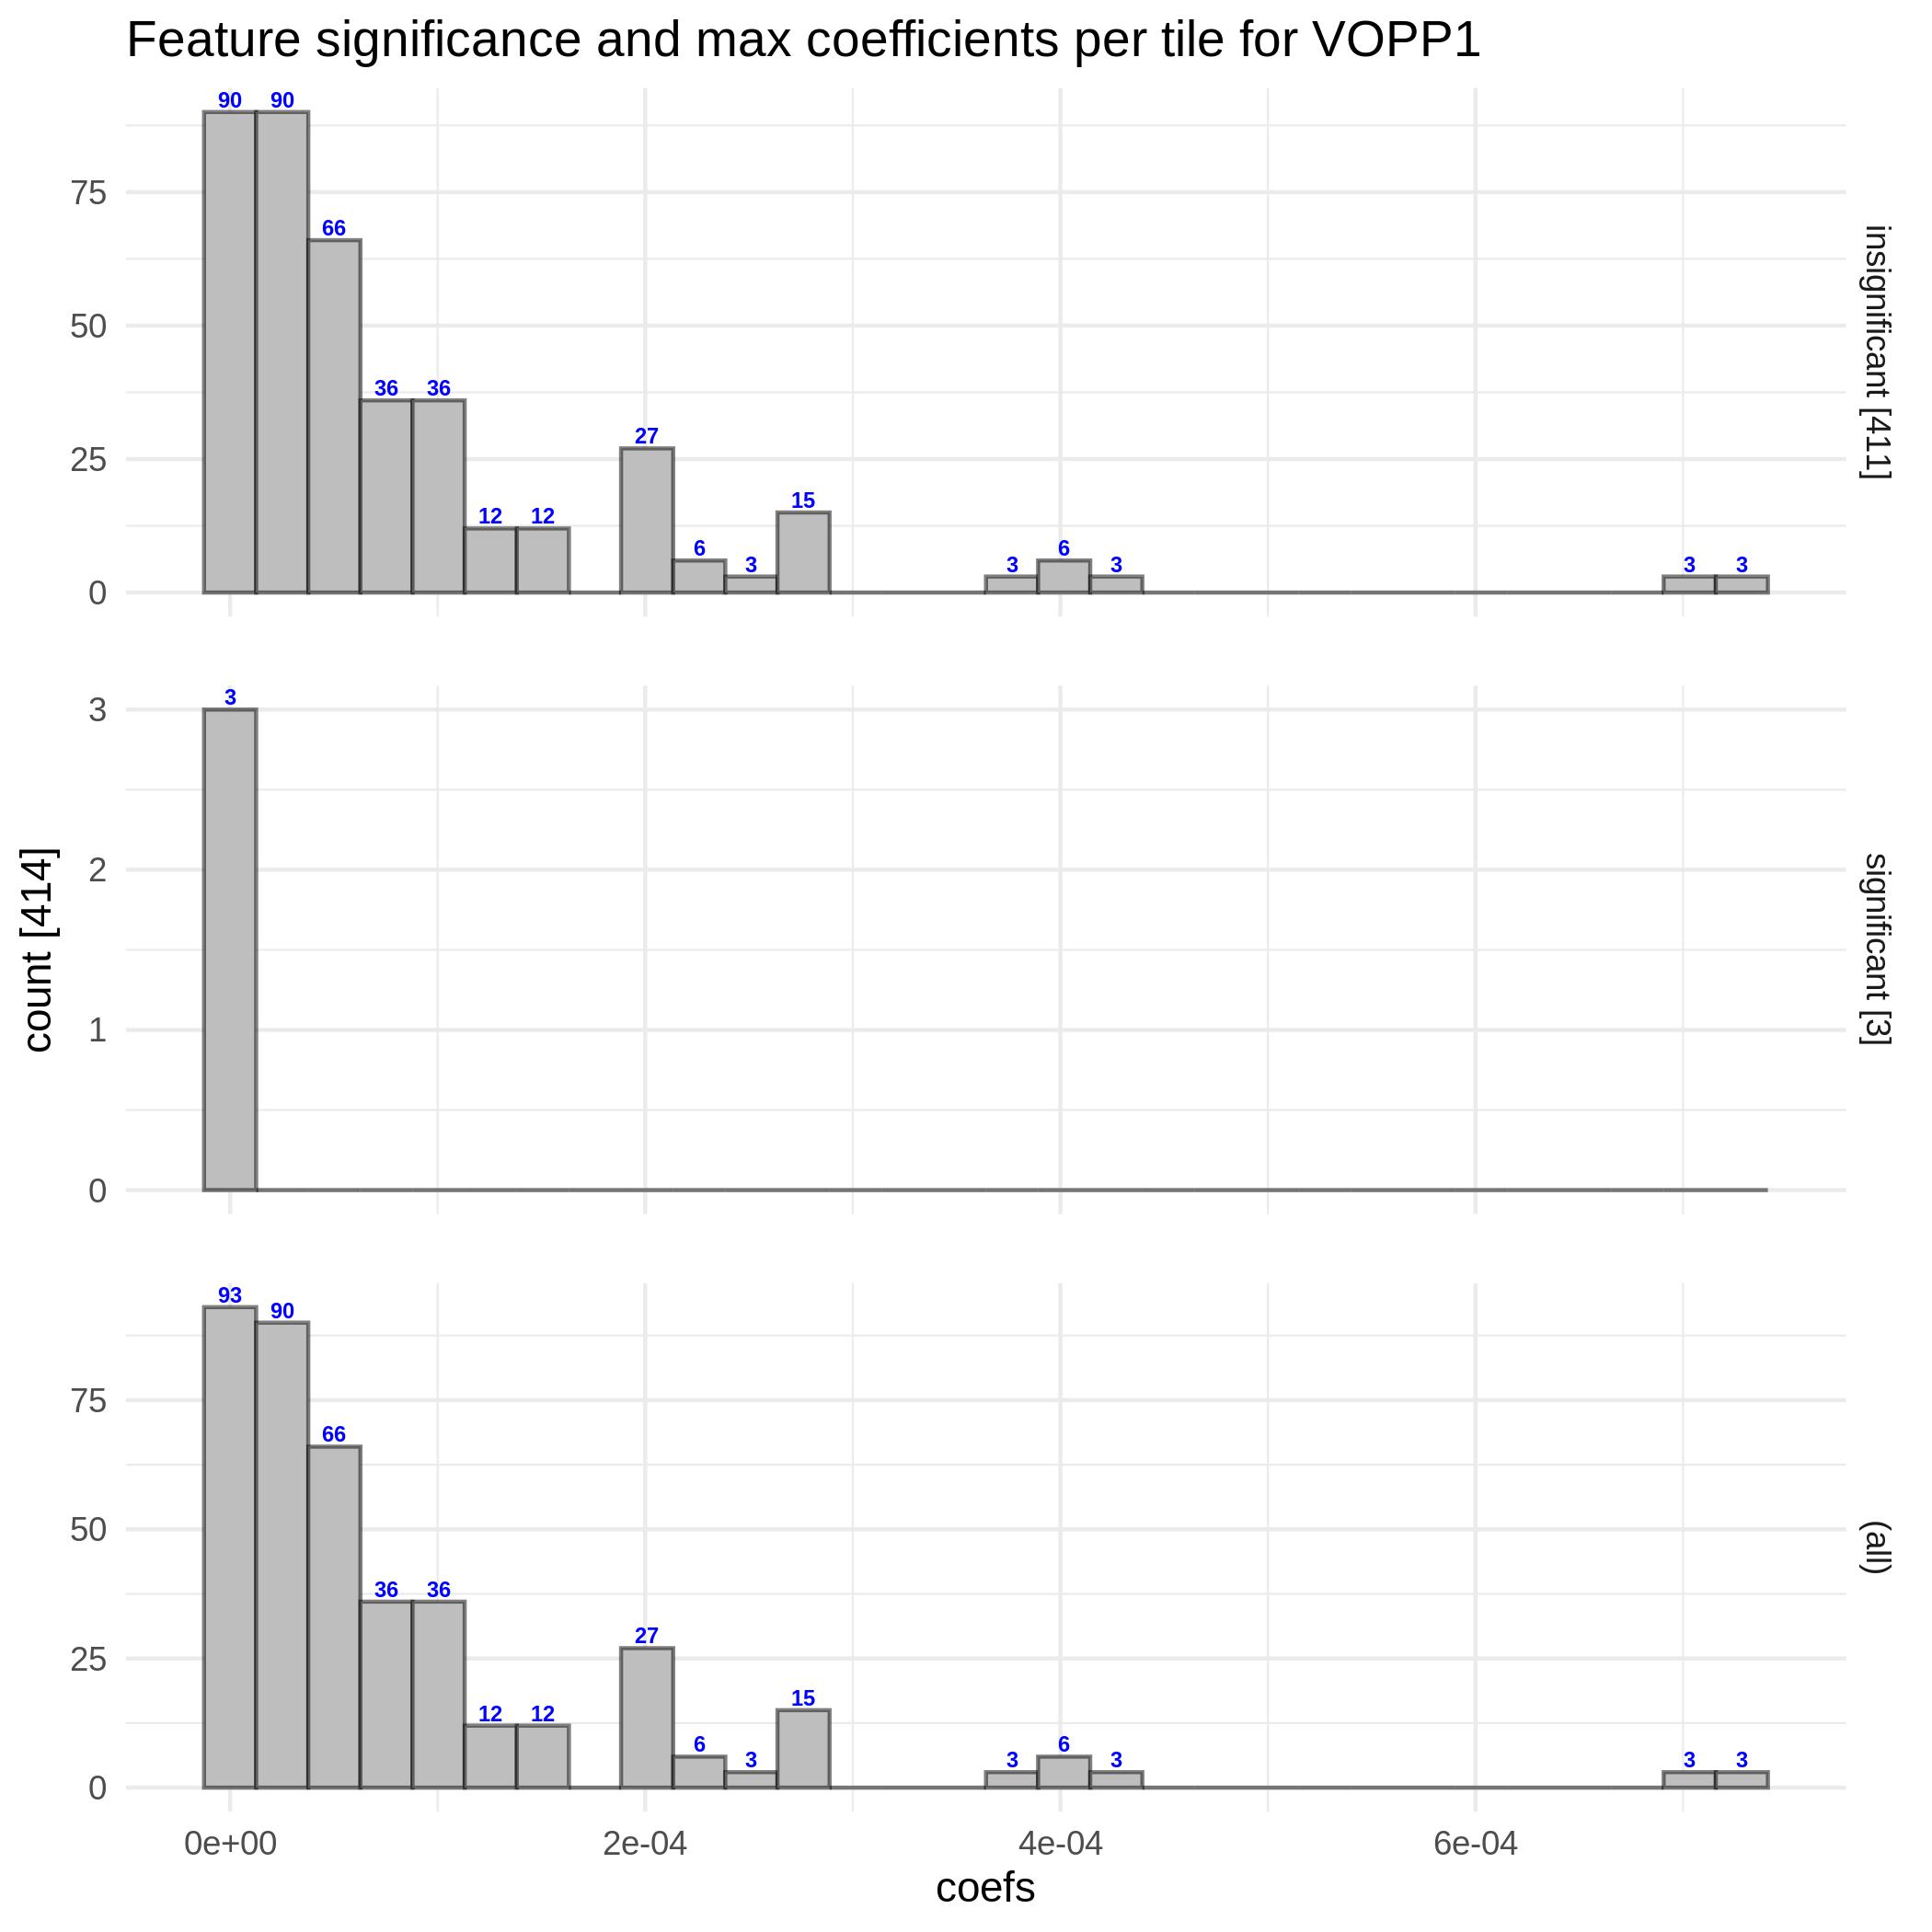 Feature significance and max coefficients per tile for VOPP1
90 90 66 36 36 12 12 27 6 3 15 3 6 3 3 3
75
50
25
0
insignificant [411]
3
3
2
1
0
significant [3]
count [414]
93 90 66 36 36 12 12 27 6 3 15 3 6 3 3 3
75
50
25
0
(all)
0e+00 2e-04 4e-04 6e-04
coefs